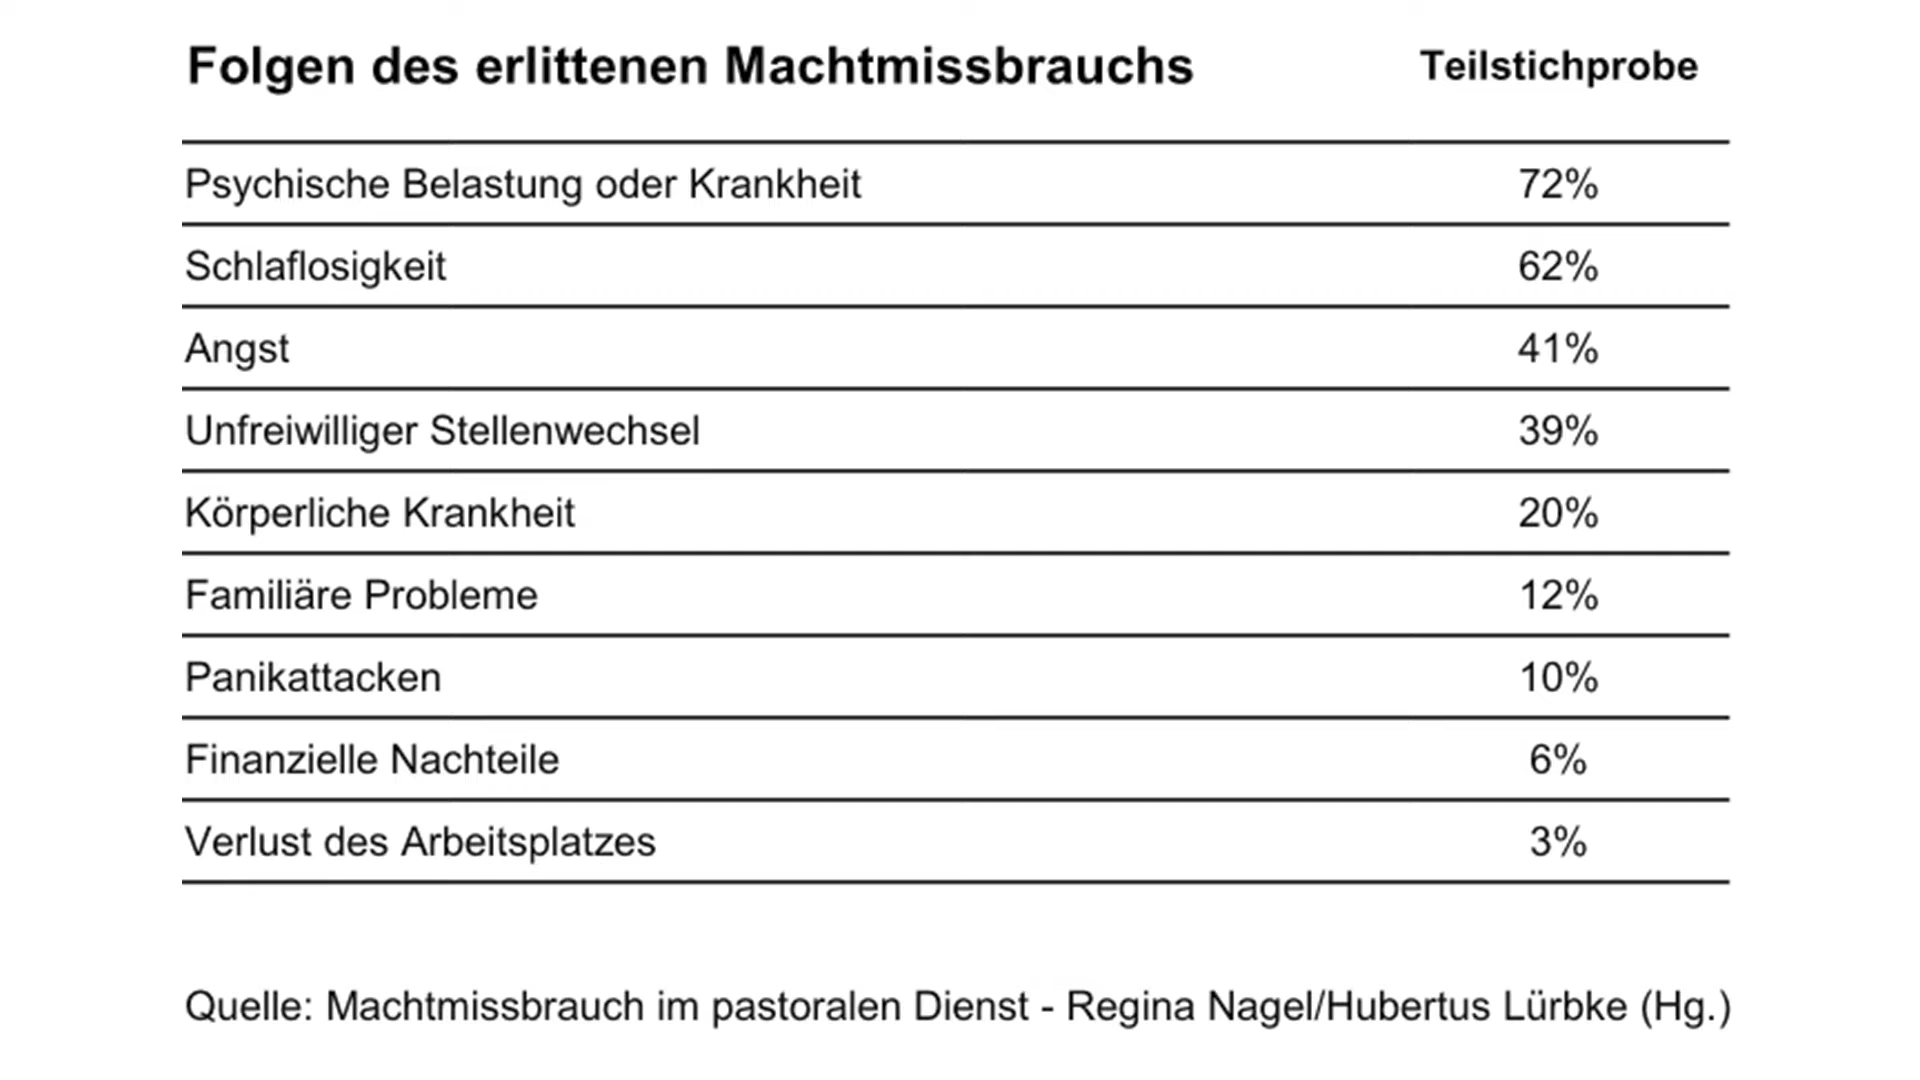 Folgen des erlittenen Machtmissbrauchs Teilstichprobe
Psychische Belastung oder Krankheit 72%
Schlaflosigkeit 62%
Angst 41%
Unfreiwilliger Stellenwechsel 39%
Körperliche Krankheit 20%
Familiäre Probleme 12%
Panikattacken 10%
Finanzielle Nachteile 6%
Verlust des Arbeitsplatzes 3%
Quelle: Machtmissbrauch im pastoralen Dienst - Regina Nagel/Hubertus Lürbke (Hg.)